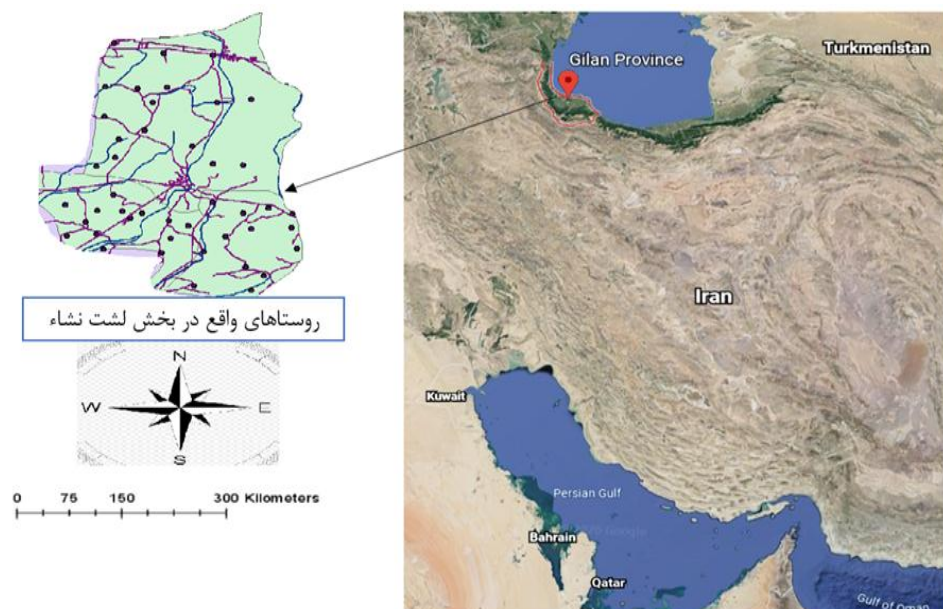 روستاهای واقع در بخش لشت نشاء
N
W
E
S
0 75 150 300 Kilometers
Gilan Province
Turkmenistan
Iran
Kuwait
Persian Gulf
Bahrain
Qatar
Gulf of Oman